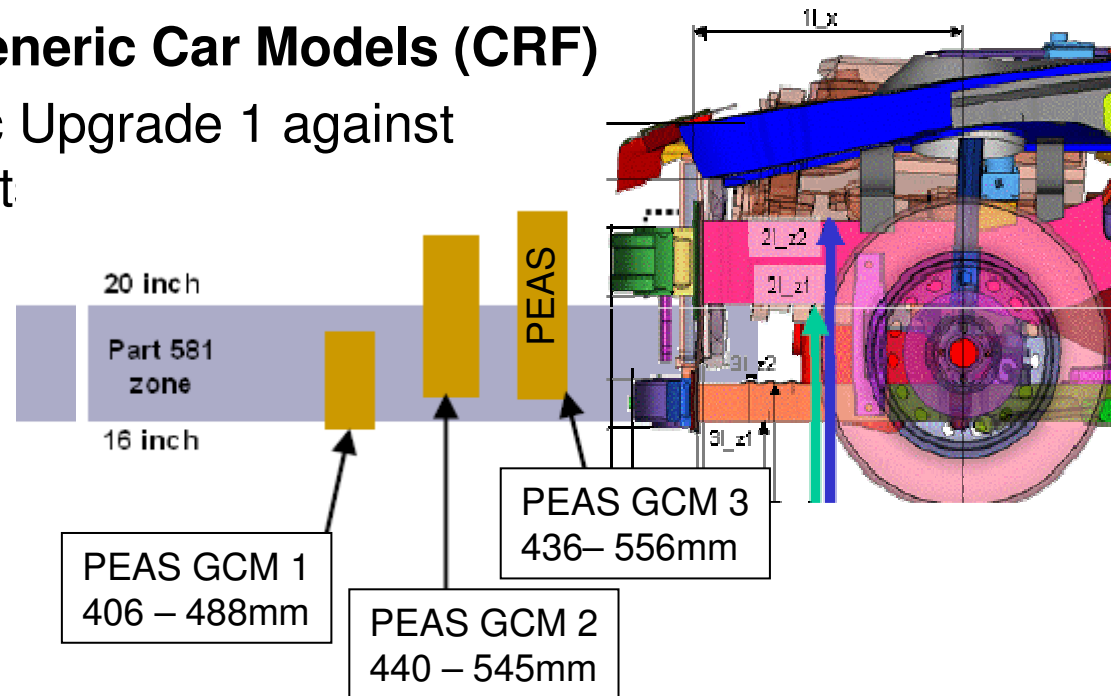 eneric Car Models (CRF)
c Upgrade 1 against
1l_x
20 inch
Part 581
zone
16 inch
PEAS
2l_z2
2l_z1
3l_z2
3l_z1
PEAS GCM 3
436– 556mm
PEAS GCM 1
406 – 488mm
PEAS GCM 2
440 – 545mm